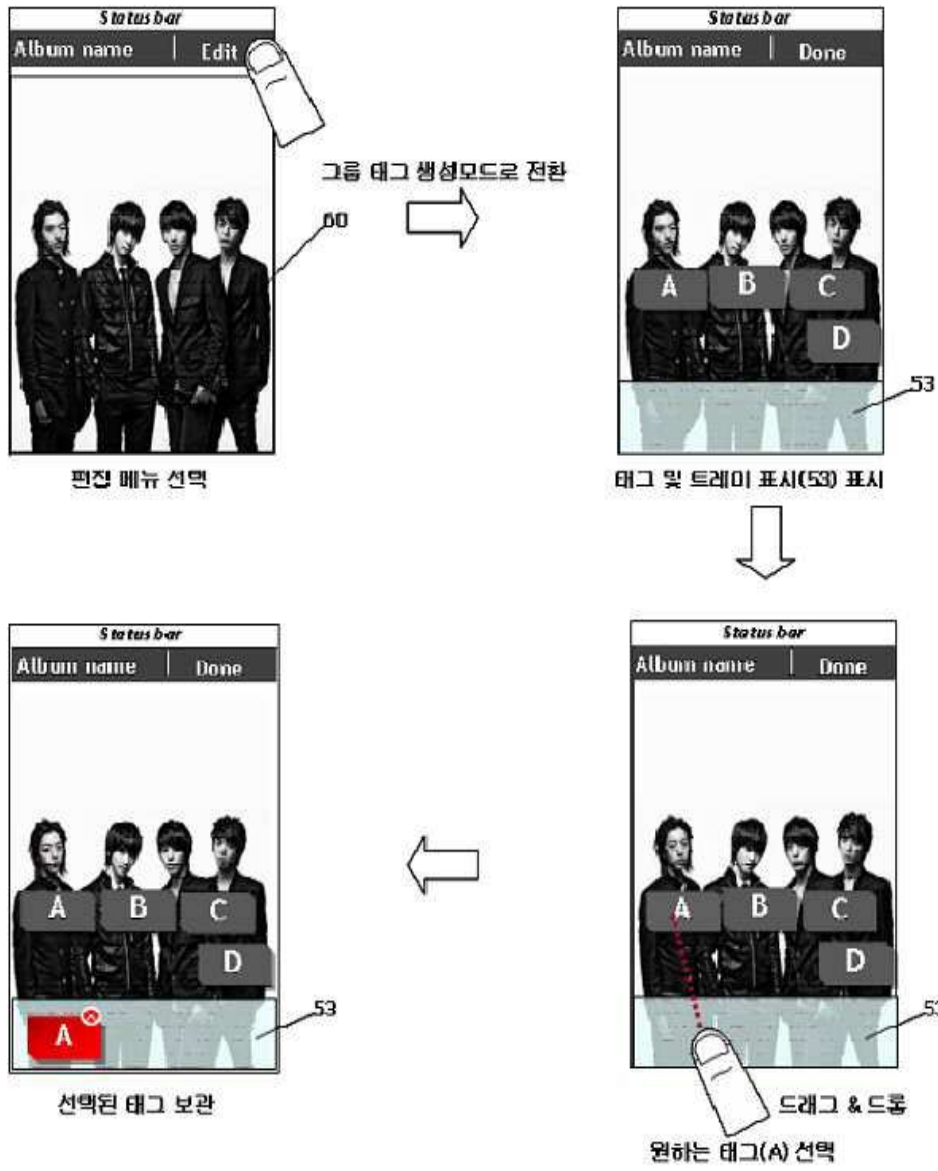 Status bar
Album name | Edit
그룹 태그 생성모드로 전환
60
편집 메뉴 선택
Status bar
Album name | Done
A
B
C
D
53
태그 및 트레이 표시(53) 표시
Status bar
Album name | Done
A
B
C
D
53
드래그 & 드롭
원하는 태그(A) 선택
Status bar
Album name | Done
A
B
C
D
A
53
선택된 태그 보관